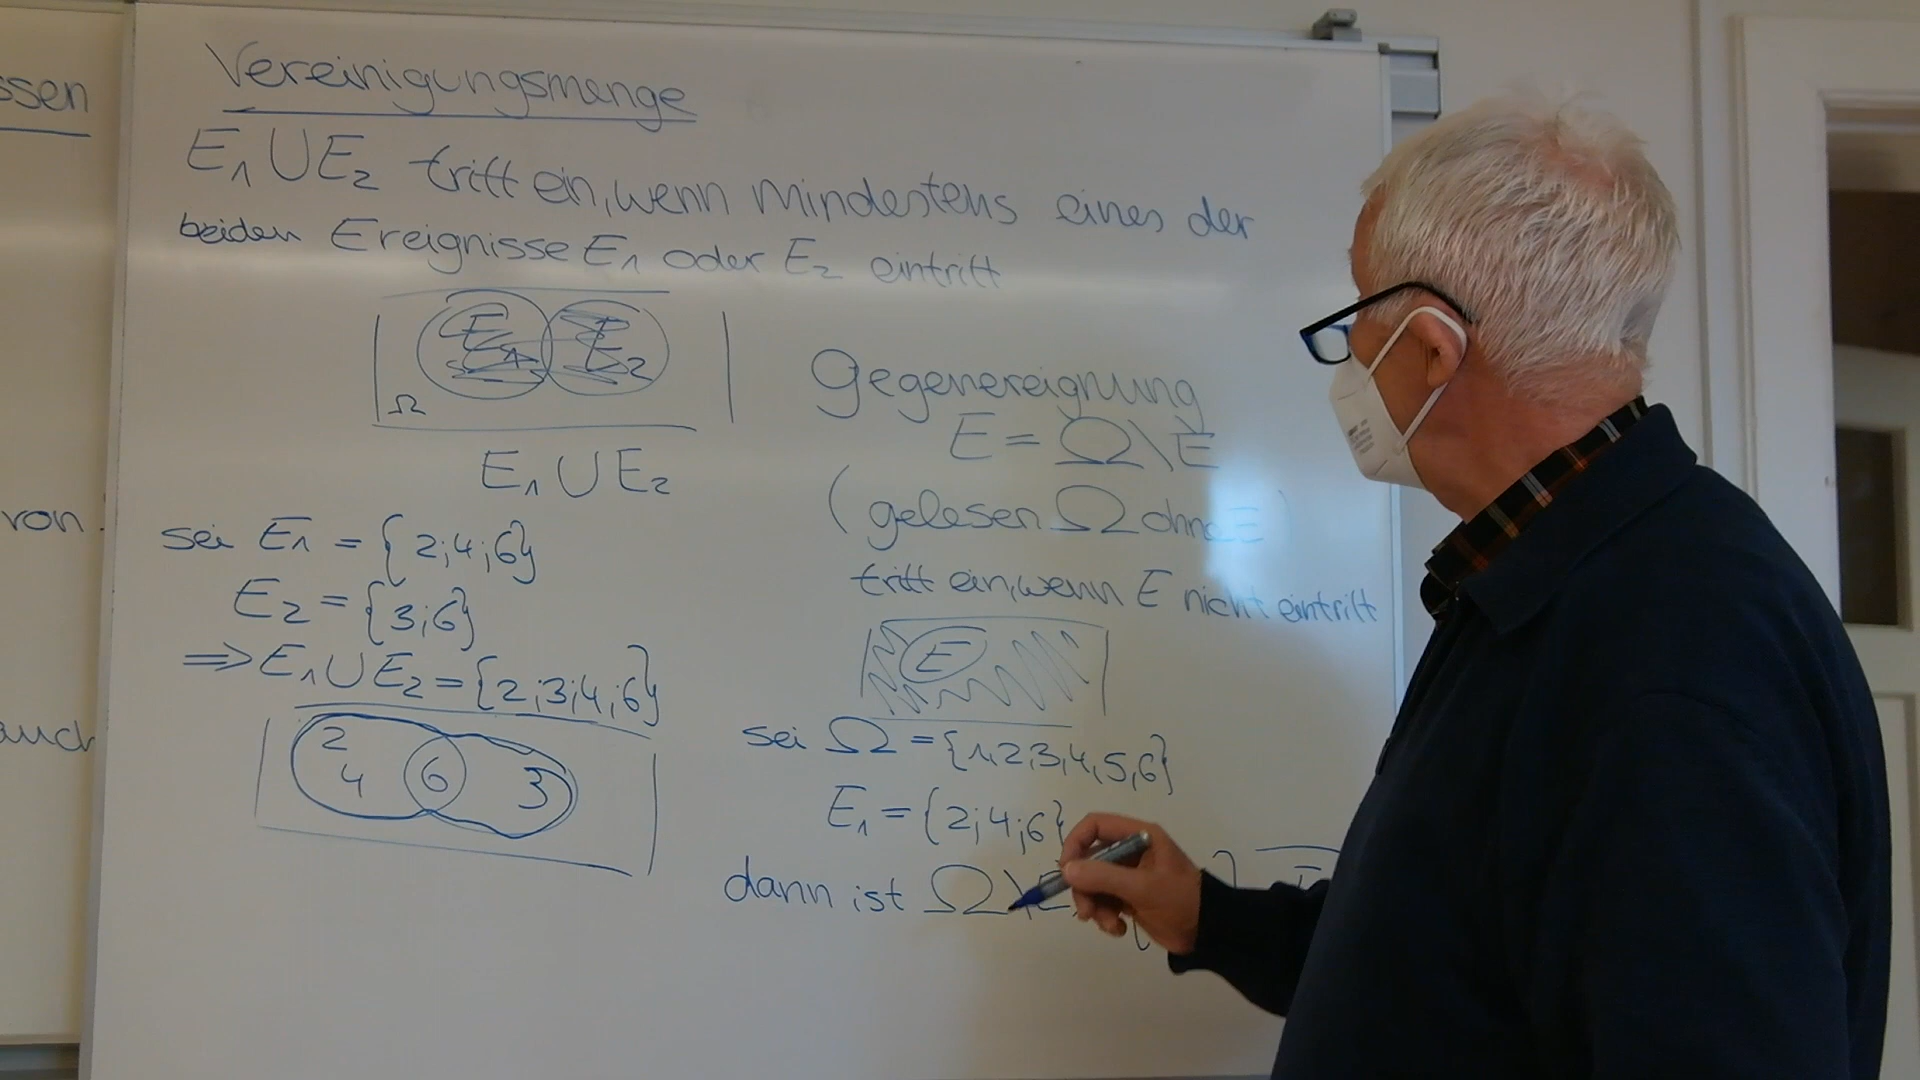 ssen
von
auch
Vereinigungsmenge
E₁ ∪ E₂ tritt ein, wenn mindestens eines der
beiden Ereignisse E₁ oder E₂ eintritt
E₁ E₂
Ω
E₁ ∪ E₂
sei E₁ = {2;4;6}
E₂ = {3;6}
⇒ E₁ ∪ E₂ = {2;3;4;6}
2
4 6 3
Gegenereignung
E = Ω\E
(gelesen Ω ohne E)
tritt ein, wenn E nicht eintritt
E
sei Ω = {1,2,3,4,5,6}
E₁ = {2;4;6}
dann ist Ω\E